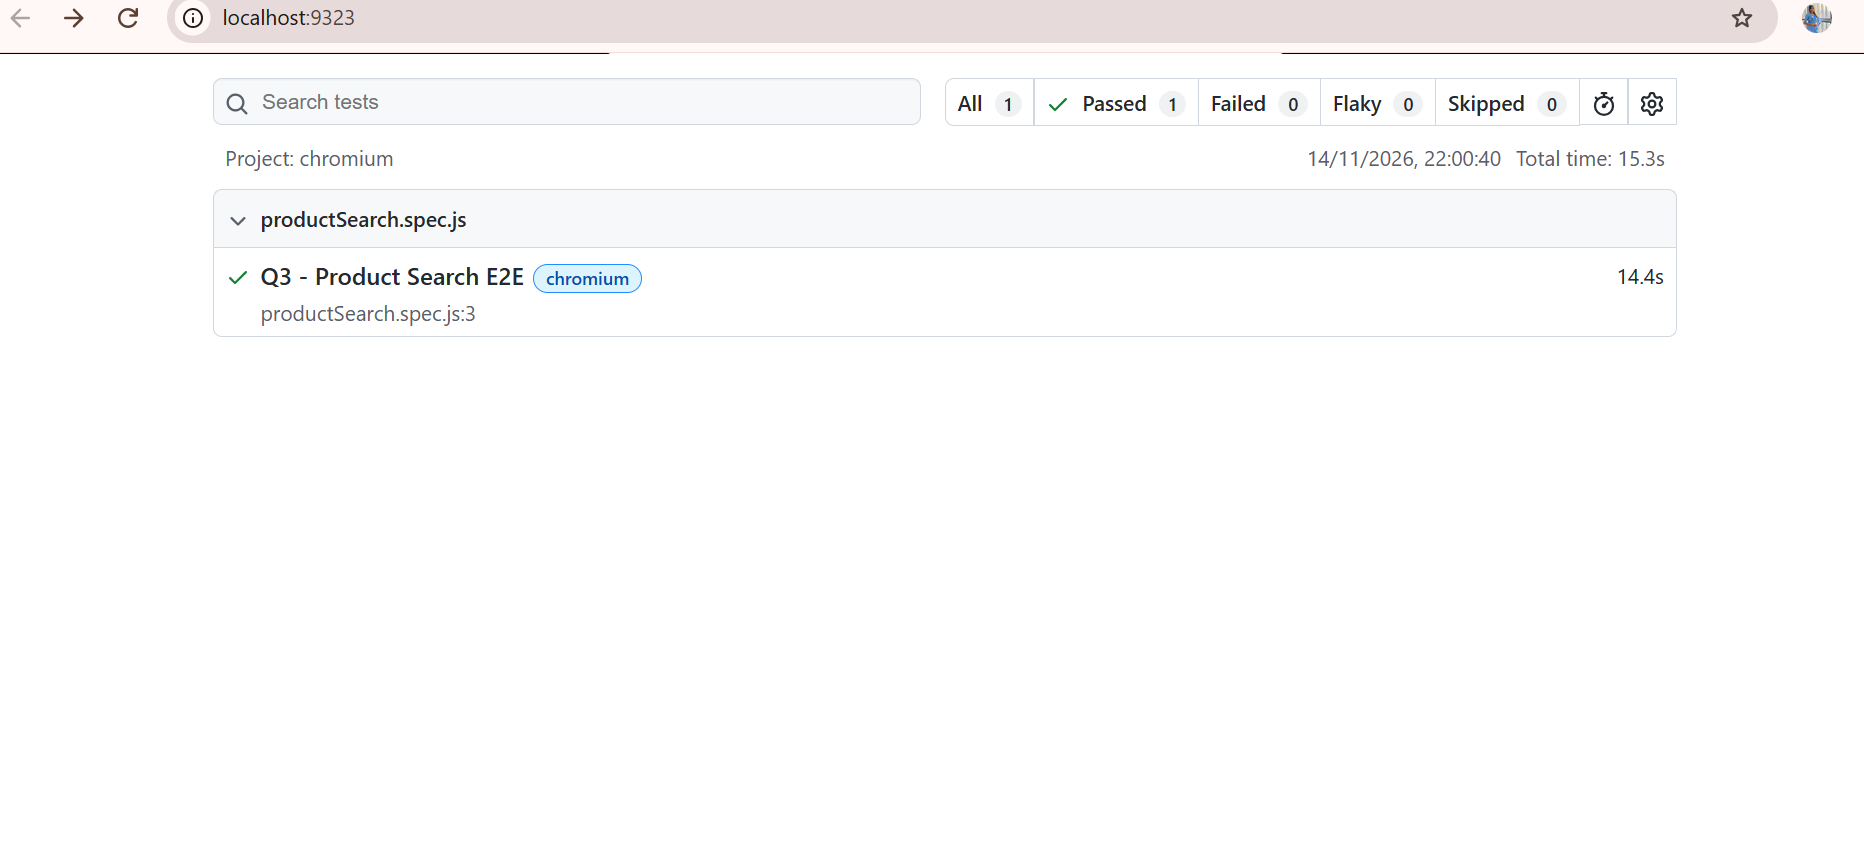 localhost:9323
Search tests
All 1 Passed 1 Failed 0 Flaky 0 Skipped 0
Project: chromium 14/11/2026, 22:00:40 Total time: 15.3s
productSearch.spec.js
Q3 - Product Search E2E chromium 14.4s
productSearch.spec.js:3